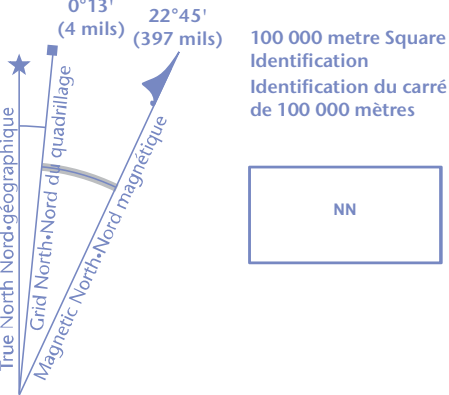 0°13'
(4 mils)
22°45'
(397 mils)
True North Nord•géographique
Grid North•Nord du quadrillage
Magnetic North•Nord magnétique
100 000 metre Square
Identification
Identification du carré
de 100 000 mètres
NN